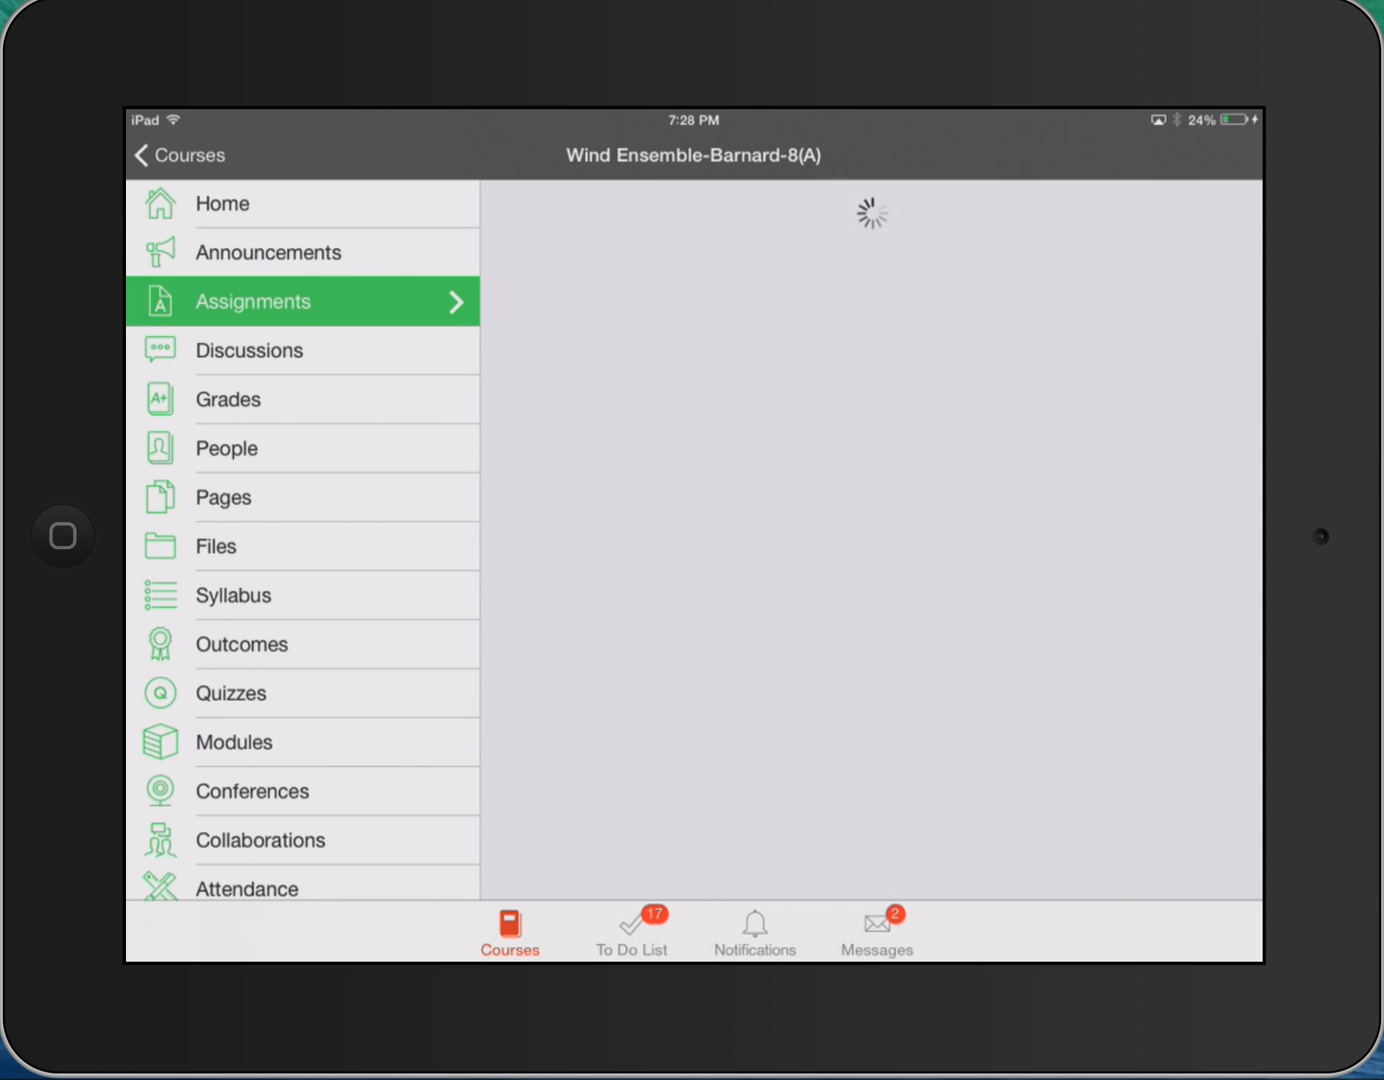 iPad 7:28 PM 24%
Courses Wind Ensemble-Barnard-8(A)
Home
Announcements
A Assignments
Discussions
A+ Grades
People
Pages
Files
Syllabus
Outcomes
Q Quizzes
Modules
Conferences
Collaborations
Attendance
17 2
Courses To Do List Notifications Messages